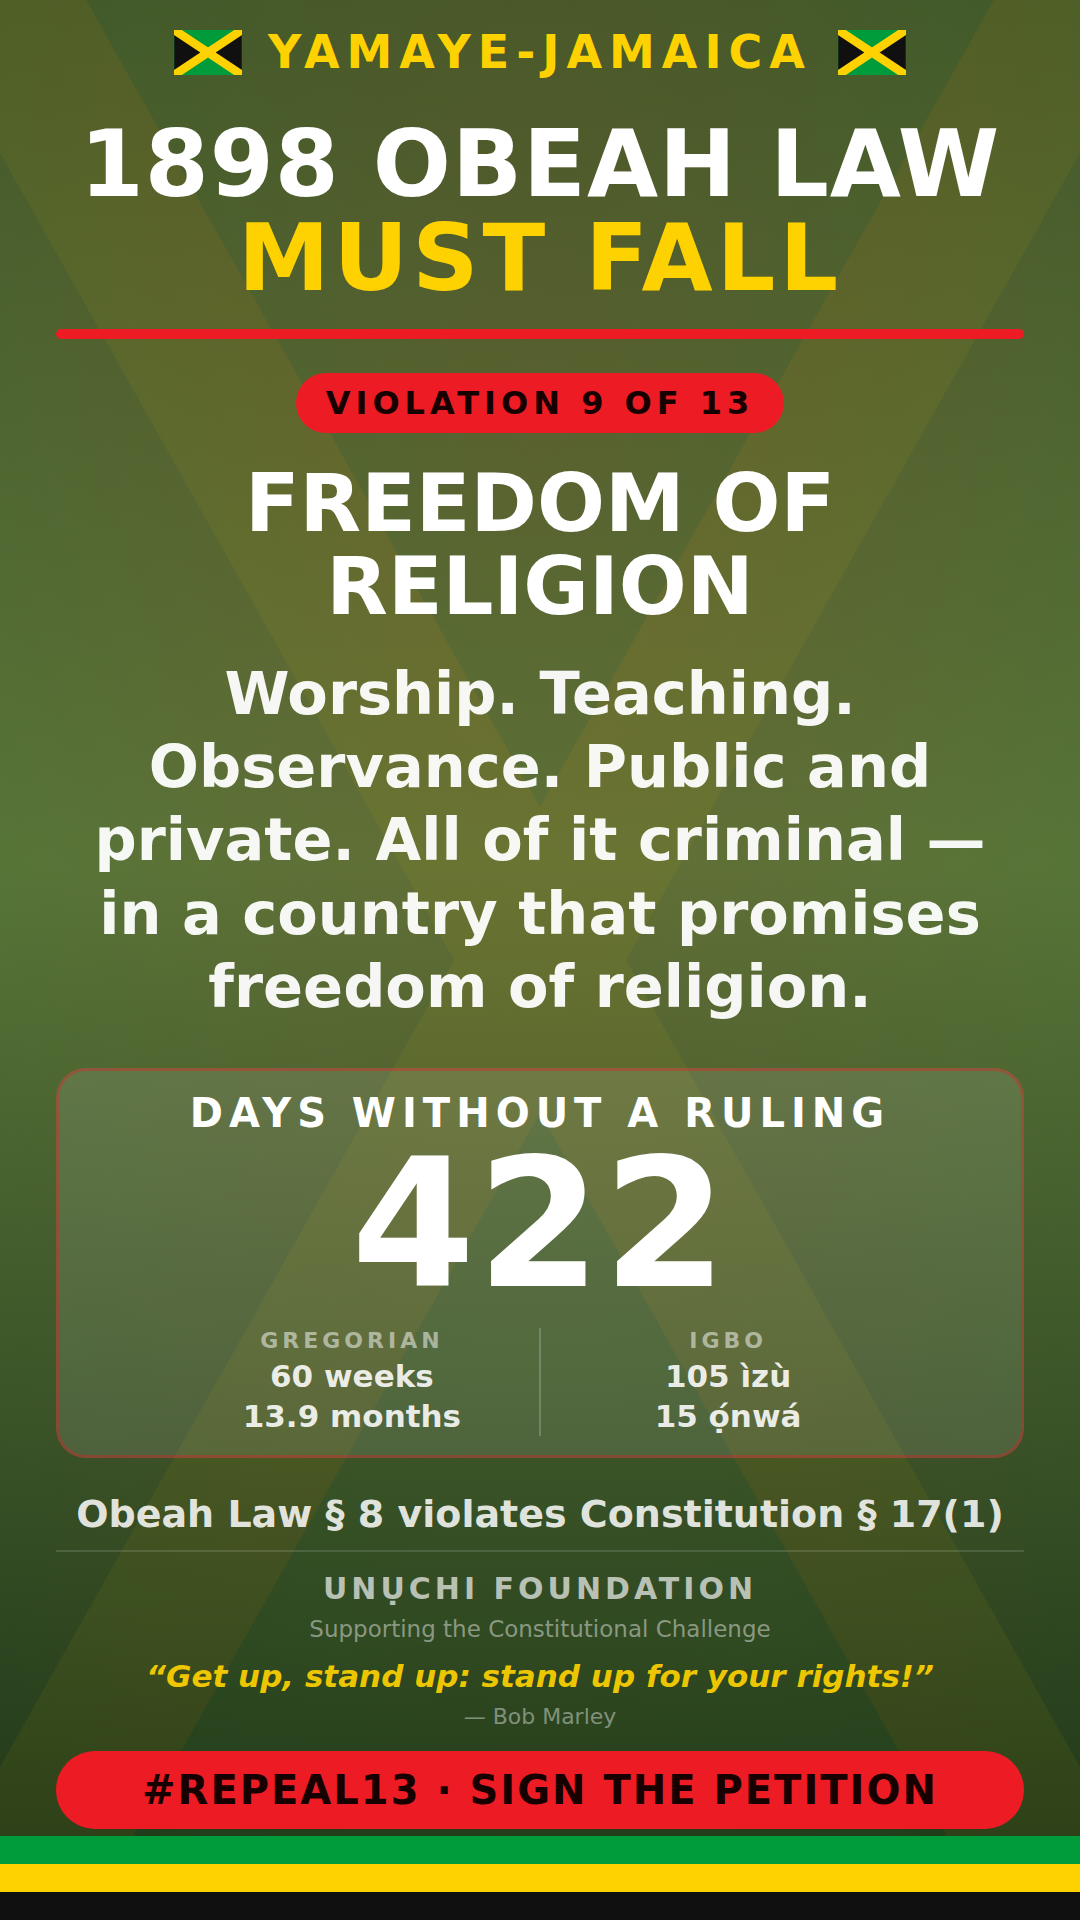 YAMAYE-JAMAICA
1898 OBEAH LAW
MUST FALL
VIOLATION 9 OF 13
FREEDOM OF
RELIGION
Worship. Teaching.
Observance. Public and
private. All of it criminal —
in a country that promises
freedom of religion.
DAYS WITHOUT A RULING
422
GREGORIAN
60 weeks
13.9 months
IGBO
105 ìzù
15 ọ́nwá
Obeah Law § 8 violates Constitution § 17(1)
UNỤCHI FOUNDATION
Supporting the Constitutional Challenge
“Get up, stand up: stand up for your rights!”
— Bob Marley
#REPEAL13 · SIGN THE PETITION